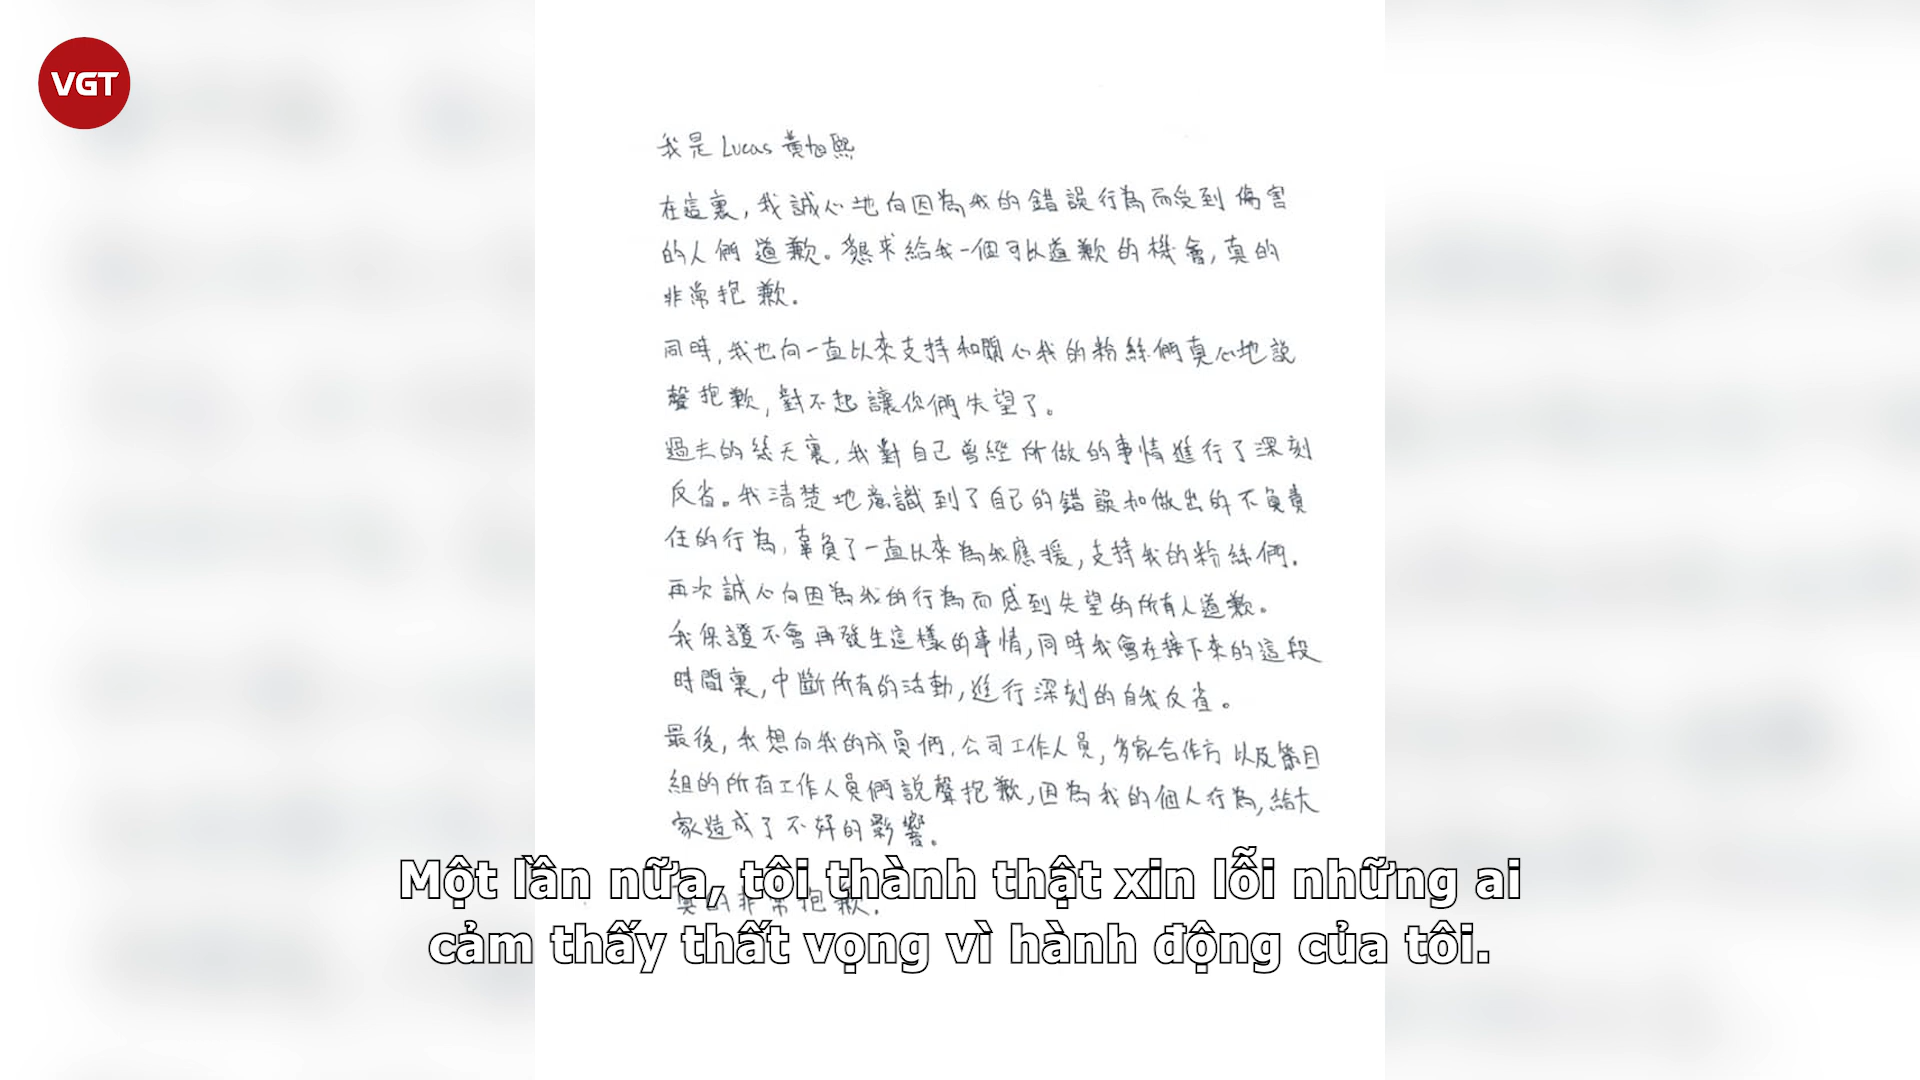 VGT
我是 Lucas 黃旭熙
在這裏，我誠心地向因為我的錯誤行為而受到傷害
的人們道歉。懇求給我一個可以道歉的機會，真的
非常抱歉.
同時，我也向一直以來支持和關心我的粉絲們真心地說
聲抱歉，對不起讓你們失望了。
過去的幾天裏，我對自己曾經所做的事情進行了深刻
反省。我清楚地意識到了自己的錯誤和做出的不負責
任的行為，辜負了一直以來為我應援，支持我的粉絲們.
再次誠心向因為我的行為而感到失望的所有人道歉。
我保證不會再發生這樣的事情，同時我會在接下來的這段
時間裏，中斷所有的活動，進行深刻的自我反省。
最後，我想向我的成員們，公司工作人員，多家合作方以及節目
組的所有工作人員們說聲抱歉，因為我的個人行為，給大
家造成了不好的影響。
真的非常抱歉.
Một lần nữa, tôi thành thật xin lỗi những ai
cảm thấy thất vọng vì hành động của tôi.